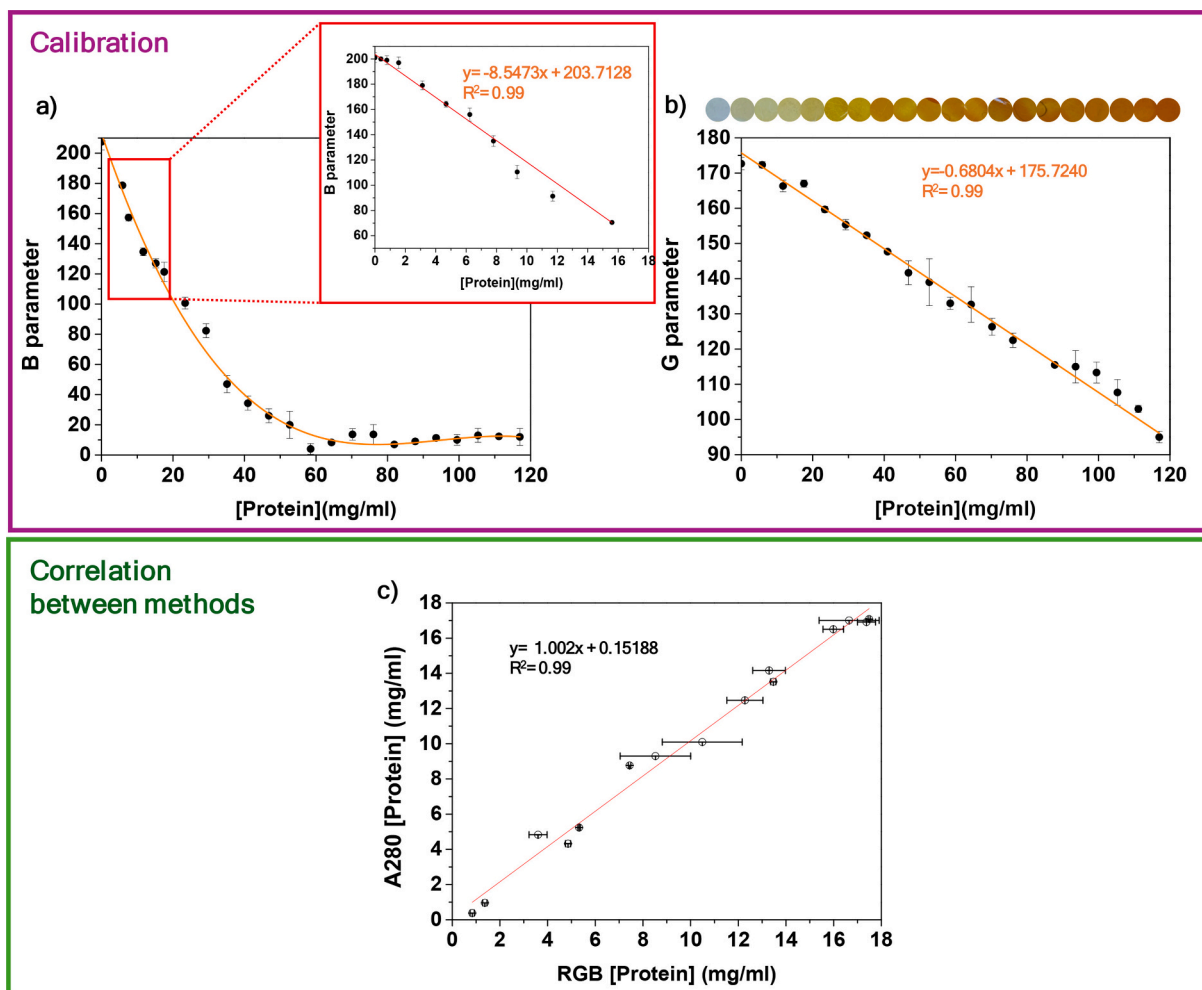 Calibration
a)
210
200
180
160
140
120
100
80
60
40
20
0
B parameter
0 20 40 60 80 100 120
[Protein](mg/ml)
200
180
160
140
120
100
80
60
B parameter
y= -8.5473x + 203.7128
R²= 0.99
0 2 4 6 8 10 12 14 16 18
[Protein](mg/ml)
b)
180
170
160
150
140
130
120
110
100
90
G parameter
y=-0.6804x + 175.7240
R²= 0.99
0 20 40 60 80 100 120
[Protein](mg/ml)
Correlation
between methods
c)
18
16
14
12
10
8
6
4
2
0
A280 [Protein] (mg/ml)
y= 1.002x + 0.15188
R²= 0.99
0 2 4 6 8 10 12 14 16 18
RGB [Protein] (mg/ml)